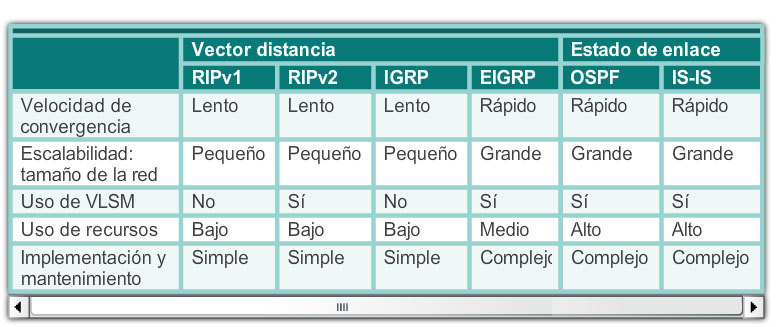 Vector distancia Estado de enlace
RIPv1 RIPv2 IGRP EIGRP OSPF IS-IS
Velocidad de Lento Lento Lento Rápido Rápido Rápido
convergencia
Escalabilidad: Pequeño Pequeño Pequeño Grande Grande Grande
tamaño de la red
Uso de VLSM No Sí No Sí Sí Sí
Uso de recursos Bajo Bajo Bajo Medio Alto Alto
Implementación y Simple Simple Simple Complejo Complejo Complejo
mantenimiento